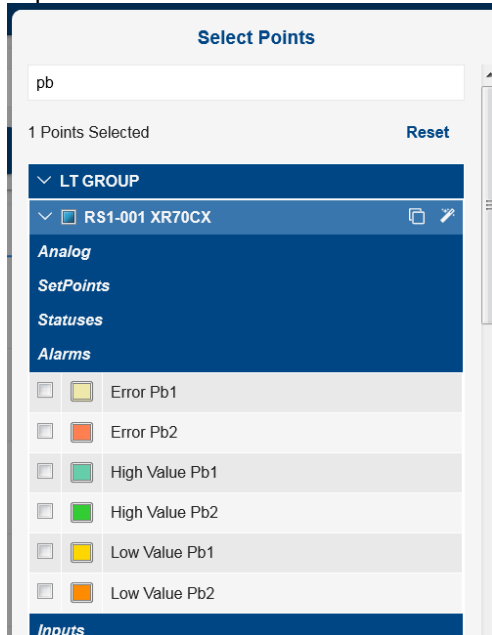 Select Points
pb
1 Points Selected Reset
LT GROUP
RS1-001 XR70CX
Analog
SetPoints
Statuses
Alarms
Error Pb1
Error Pb2
High Value Pb1
High Value Pb2
Low Value Pb1
Low Value Pb2
Inputs